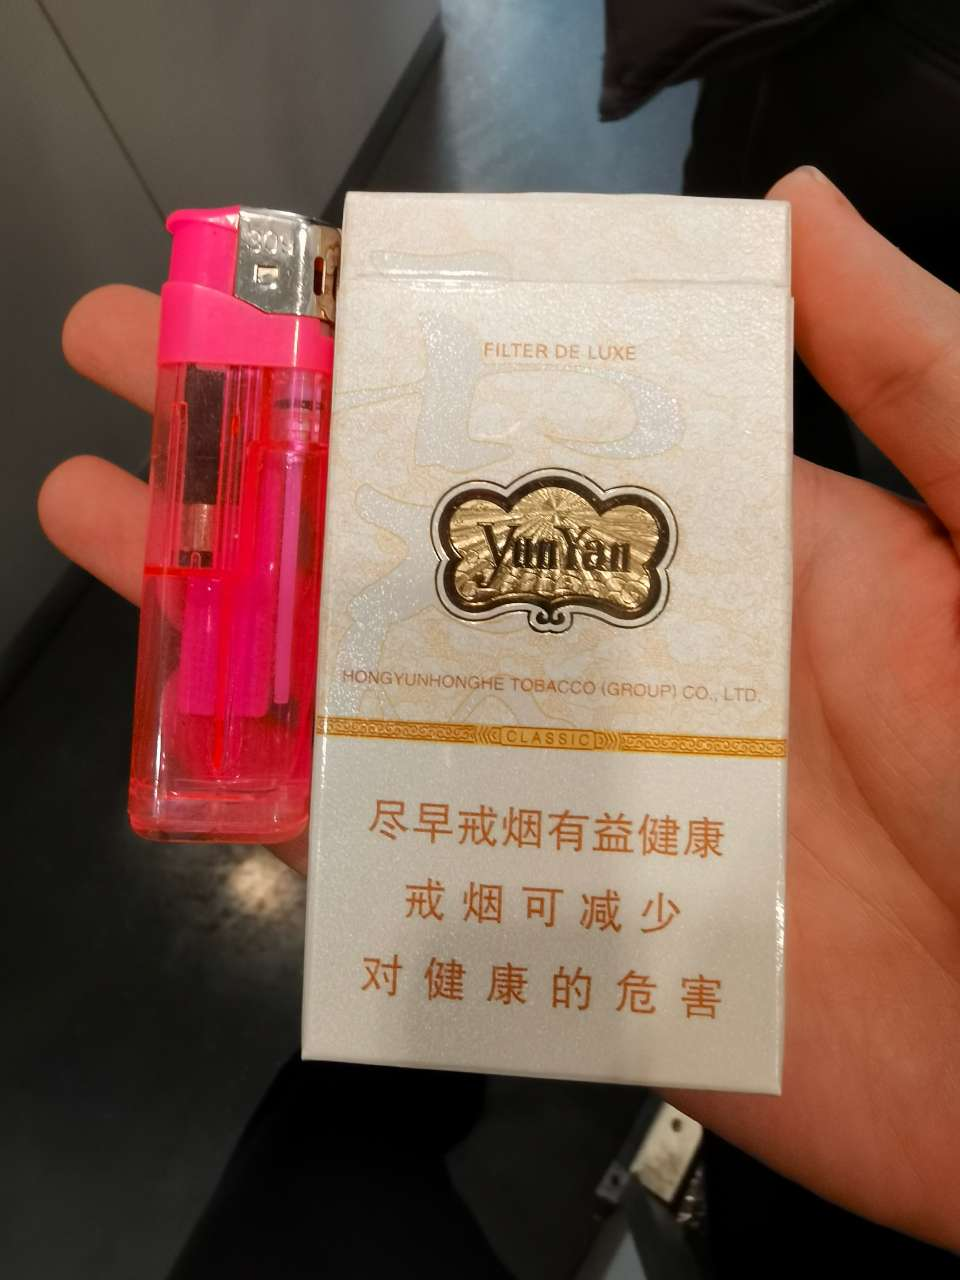 FILTER DE LUXE
YunYan
HONGYUNHONGHE TOBACCO (GROUP) CO., LTD.
CLASSIC
尽早戒烟有益健康
戒烟可减少
对健康的危害